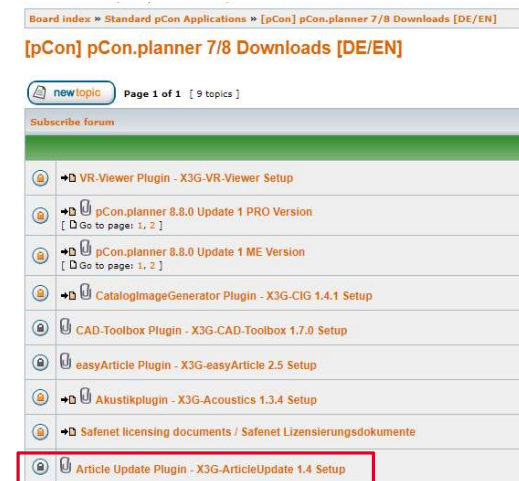 Board index » Standard pCon Applications » [pCon] pCon.planner 7/8 Downloads [DE/EN]
[pCon] pCon.planner 7/8 Downloads [DE/EN]
newtopic Page 1 of 1 [ 9 topics ]
Subscribe forum
VR-Viewer Plugin - X3G-VR-Viewer Setup
pCon.planner 8.8.0 Update 1 PRO Version
[ Go to page: 1, 2 ]
pCon.planner 8.8.0 Update 1 ME Version
[ Go to page: 1, 2 ]
CatalogImageGenerator Plugin - X3G-CIG 1.4.1 Setup
CAD-Toolbox Plugin - X3G-CAD-Toolbox 1.7.0 Setup
easyArticle Plugin - X3G-easyArticle 2.5 Setup
Akustikplugin - X3G-Acoustics 1.3.4 Setup
Safenet licensing documents / Safenet Lizensierungsdokumente
Article Update Plugin - X3G-ArticleUpdate 1.4 Setup